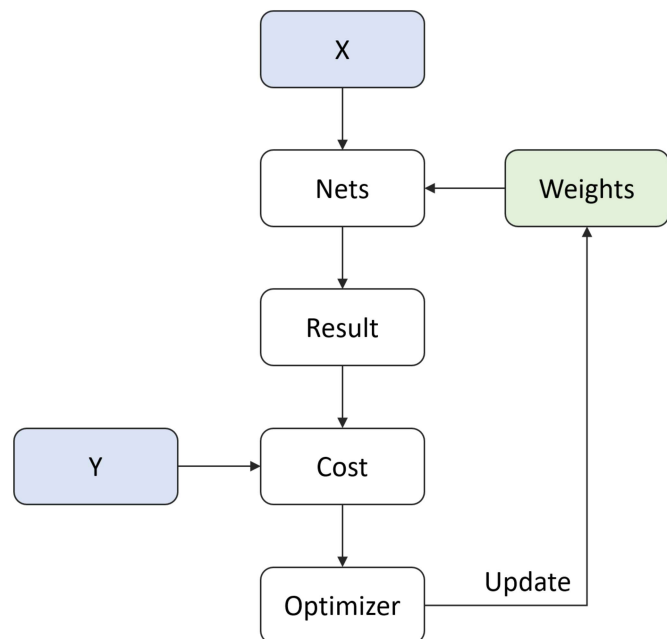 X
Nets
Weights
Result
Y
Cost
Update
Optimizer